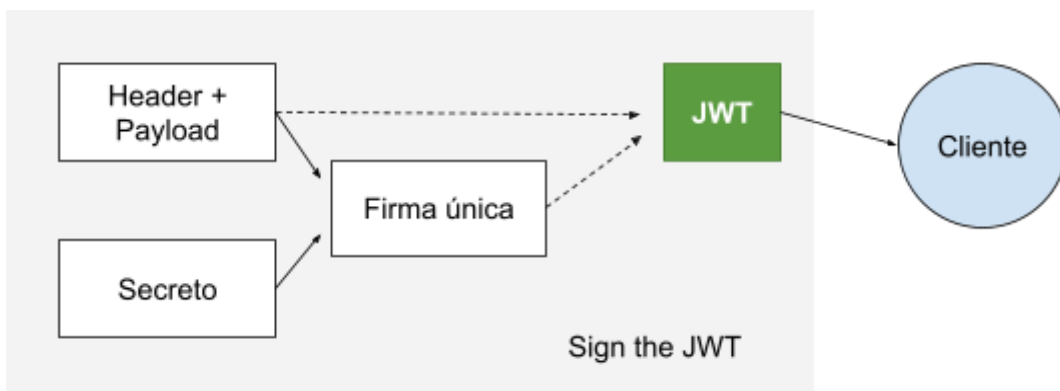 Header +
Payload
JWT
Cliente
Firma única
Secreto
Sign the JWT